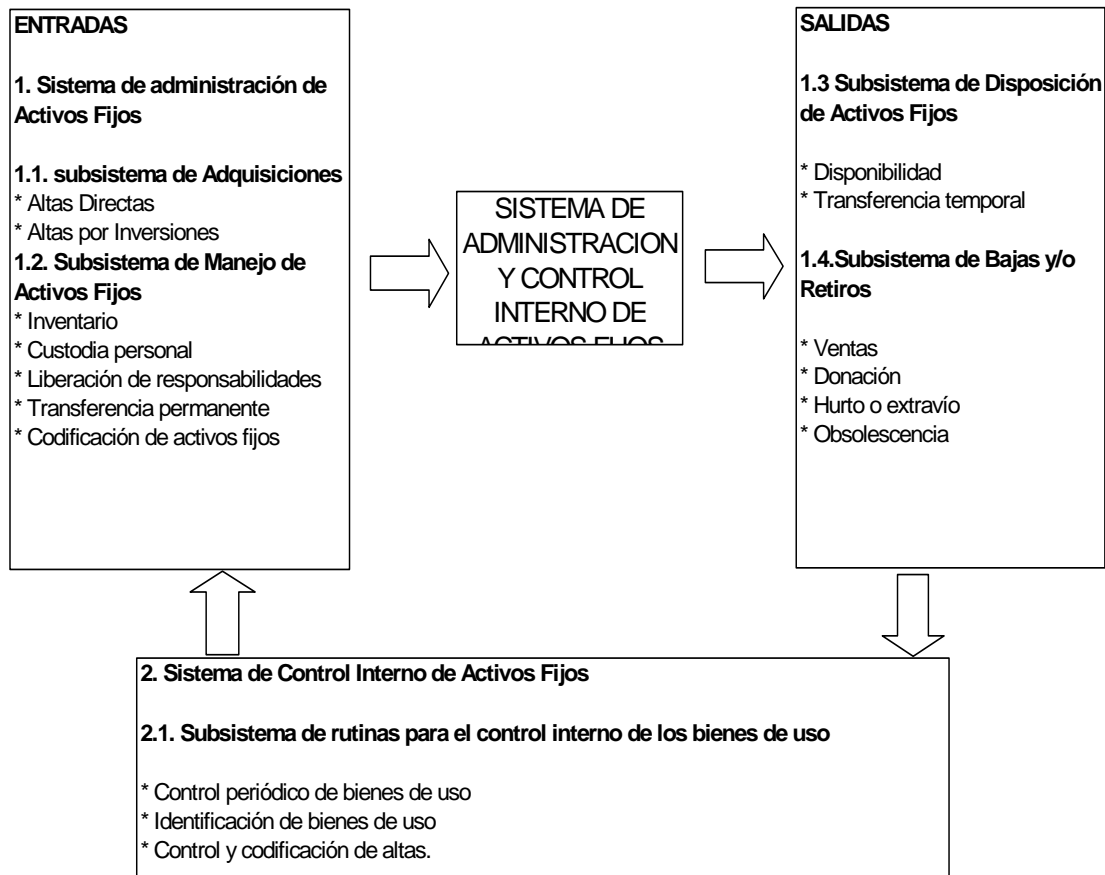 ENTRADAS
1. Sistema de administración de
Activos Fijos
1.1. subsistema de Adquisiciones
* Altas Directas
* Altas por Inversiones
1.2. Subsistema de Manejo de
Activos Fijos
* Inventario
* Custodia personal
* Liberación de responsabilidades
* Transferencia permanente
* Codificación de activos fijos
SISTEMA DE
ADMINISTRACION
Y CONTROL
INTERNO DE
ACTIVOS FIJOS
SALIDAS
1.3 Subsistema de Disposición
de Activos Fijos
* Disponibilidad
* Transferencia temporal
1.4.Subsistema de Bajas y/o
Retiros
* Ventas
* Donación
* Hurto o extravío
* Obsolescencia
2. Sistema de Control Interno de Activos Fijos
2.1. Subsistema de rutinas para el control interno de los bienes de uso
* Control periódico de bienes de uso
* Identificación de bienes de uso
* Control y codificación de altas.